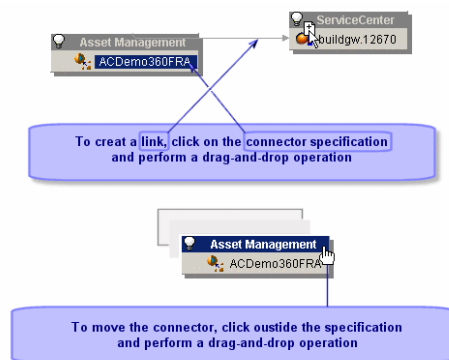 ServiceCenter
Asset Management
buildgw.12670
ACDemo360FRA
To creat a link, click on the connector specification
and perform a drag-and-drop operation
Asset Management
ACDemo360FRA
To move the connector, click oustide the specification
and perform a drag-and-drop operation